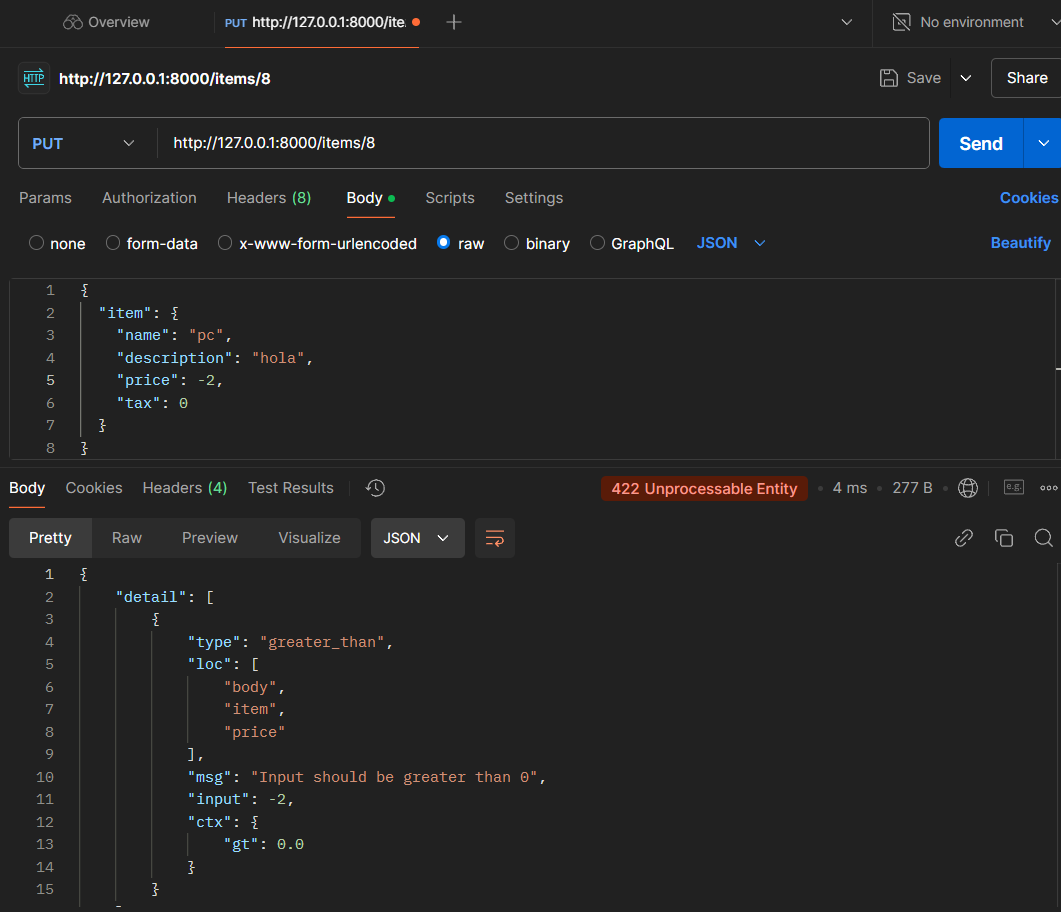 Overview
PUT http://127.0.0.1:8000/ite
No environment
HTTP http://127.0.0.1:8000/items/8
Save
Share
PUT
http://127.0.0.1:8000/items/8
Send
Params Authorization Headers (8) Body Scripts Settings Cookies
none form-data x-www-form-urlencoded raw binary GraphQL JSON Beautify
1 {
2 "item": {
3 "name": "pc",
4 "description": "hola",
5 "price": -2,
6 "tax": 0
7 }
8 }
Body Cookies Headers (4) Test Results 422 Unprocessable Entity 4 ms 277 B e.g.
Pretty Raw Preview Visualize JSON
1 {
2 "detail": [
3 {
4 "type": "greater_than",
5 "loc": [
6 "body",
7 "item",
8 "price"
9 ],
10 "msg": "Input should be greater than 0",
11 "input": -2,
12 "ctx": {
13 "gt": 0.0
14 }
15 }